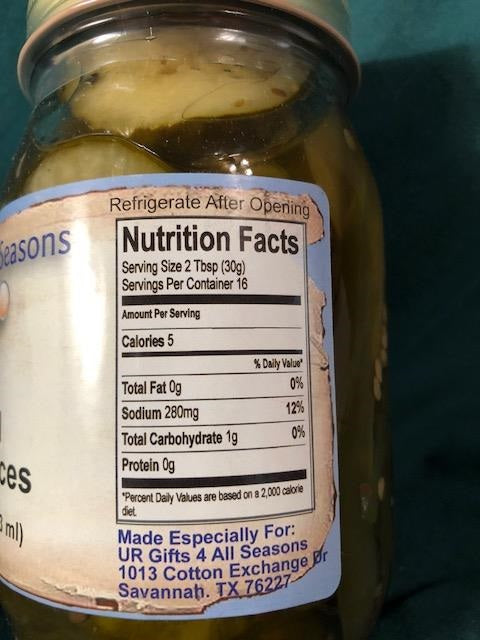 Refrigerate After Opening
Seasons
Nutrition Facts
Serving Size 2 Tbsp (30g)
Servings Per Container 16
Amount Per Serving
Calories 5
% Daily Value*
Total Fat 0g 0%
Sodium 280mg 12%
Total Carbohydrate 1g 0%
Protein 0g
ces
*Percent Daily Values are based on a 2,000 calorie
diet.
ml)
Made Especially For:
UR Gifts 4 All Seasons
1013 Cotton Exchange Dr
Savannah. TX 76227